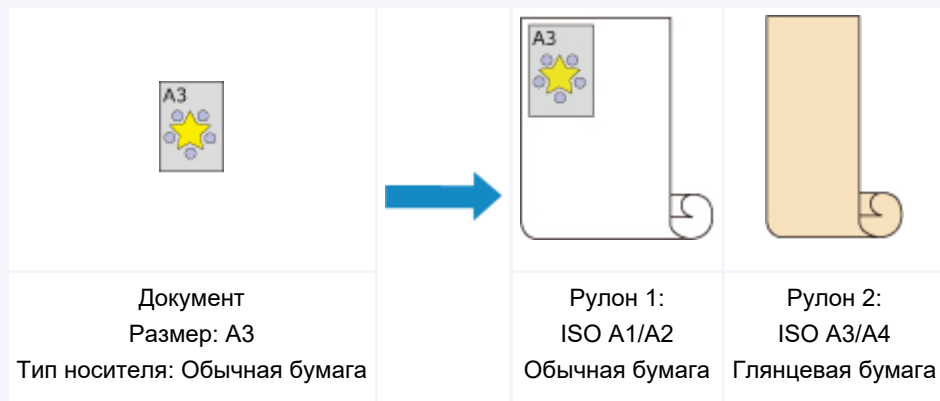 A3
A3
Документ
Размер: A3
Тип носителя: Обычная бумага
Рулон 1:
ISO A1/A2
Обычная бумага
Рулон 2:
ISO A3/A4
Глянцевая бумага